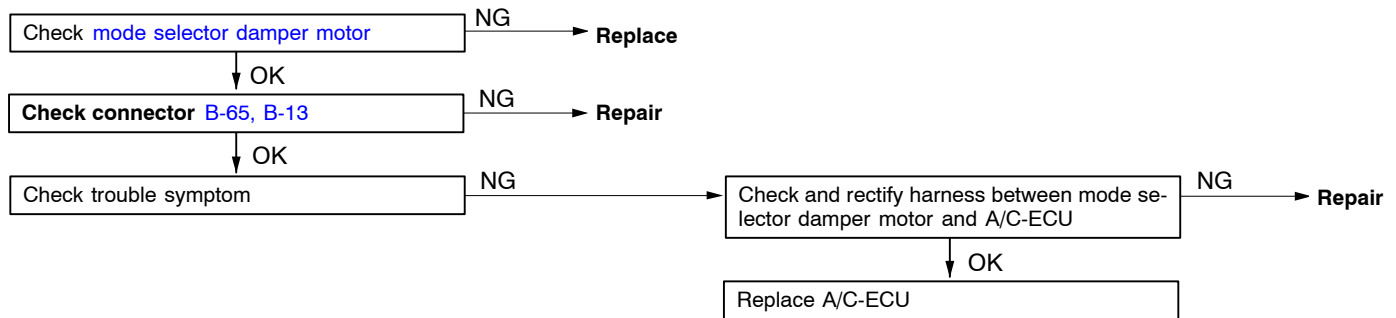 Check mode selector damper motor
NG
Replace
OK
Check connector B-65, B-13
NG
Repair
OK
Check trouble symptom
NG
Check and rectify harness between mode se-
lector damper motor and A/C-ECU
NG
Repair
OK
Replace A/C-ECU